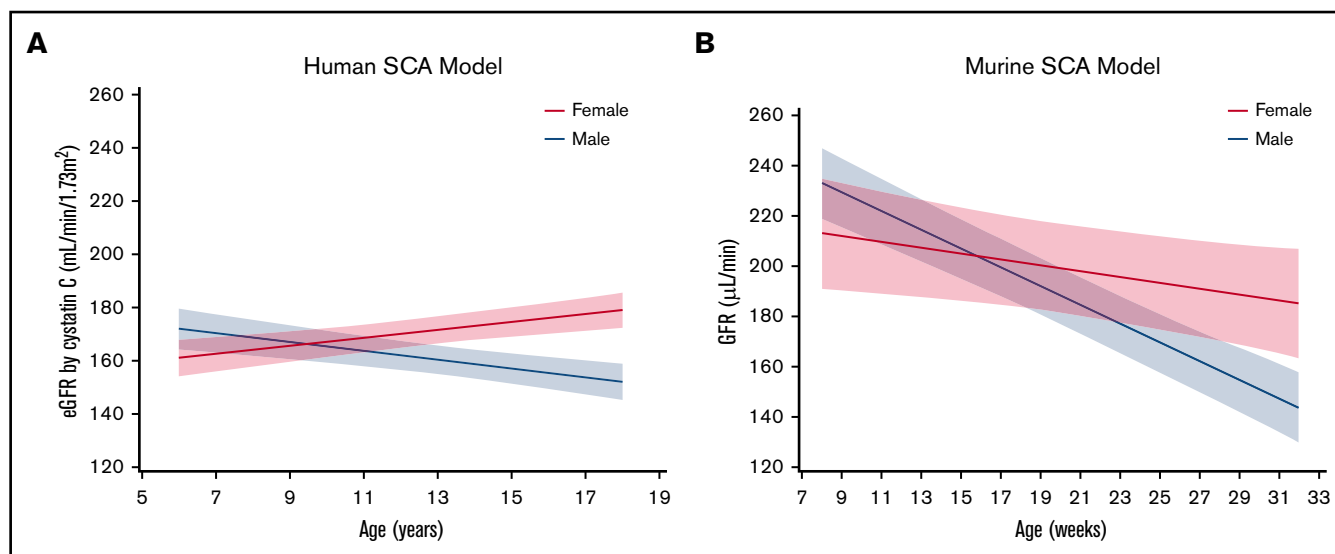 A
Human SCA Model
260
240
220
200
180
160
140
120
eGFR by cystatin C (mL/min/1.73m²)
Female
Male
5 7 9 11 13 15 17 19
Age (years)
B
Murine SCA Model
260
240
220
200
180
160
140
120
GFR (μL/min)
Female
Male
7 9 11 13 15 17 19 21 23 25 27 29 31 33
Age (weeks)